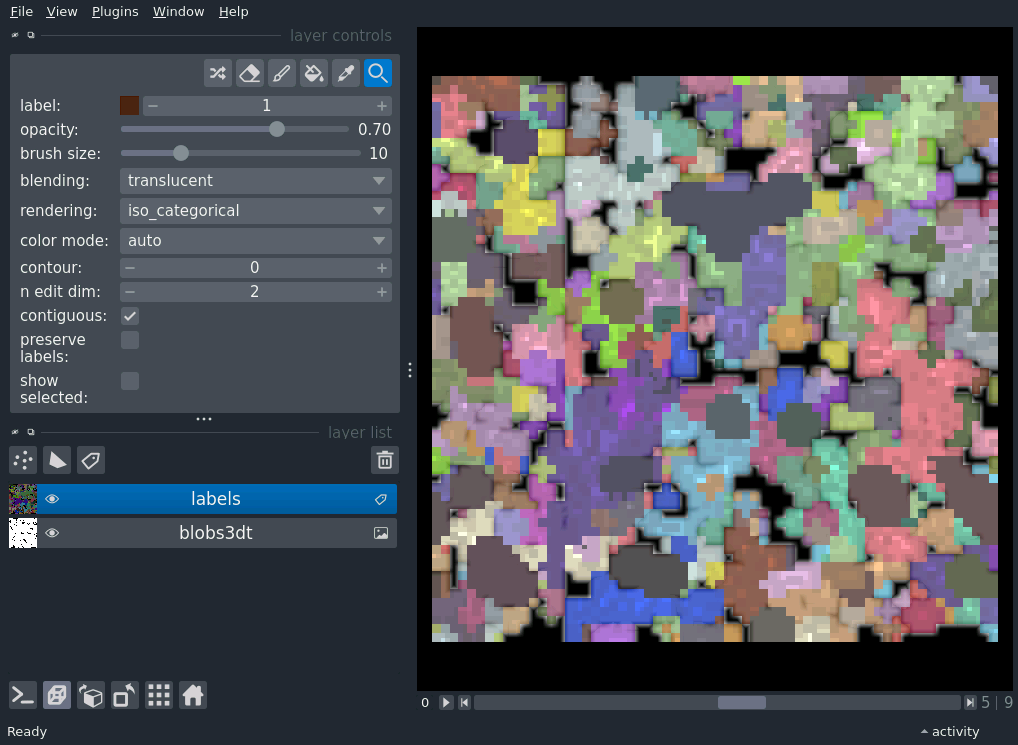 File View Plugins Window Help
layer controls
label: 1
opacity: 0.70
brush size: 10
blending: translucent
rendering: iso_categorical
color mode: auto
contour: 0
n edit dim: 2
contiguous:
preserve
labels:
show
selected:
layer list
labels
blobs3dt
0 5 | 9
Ready activity